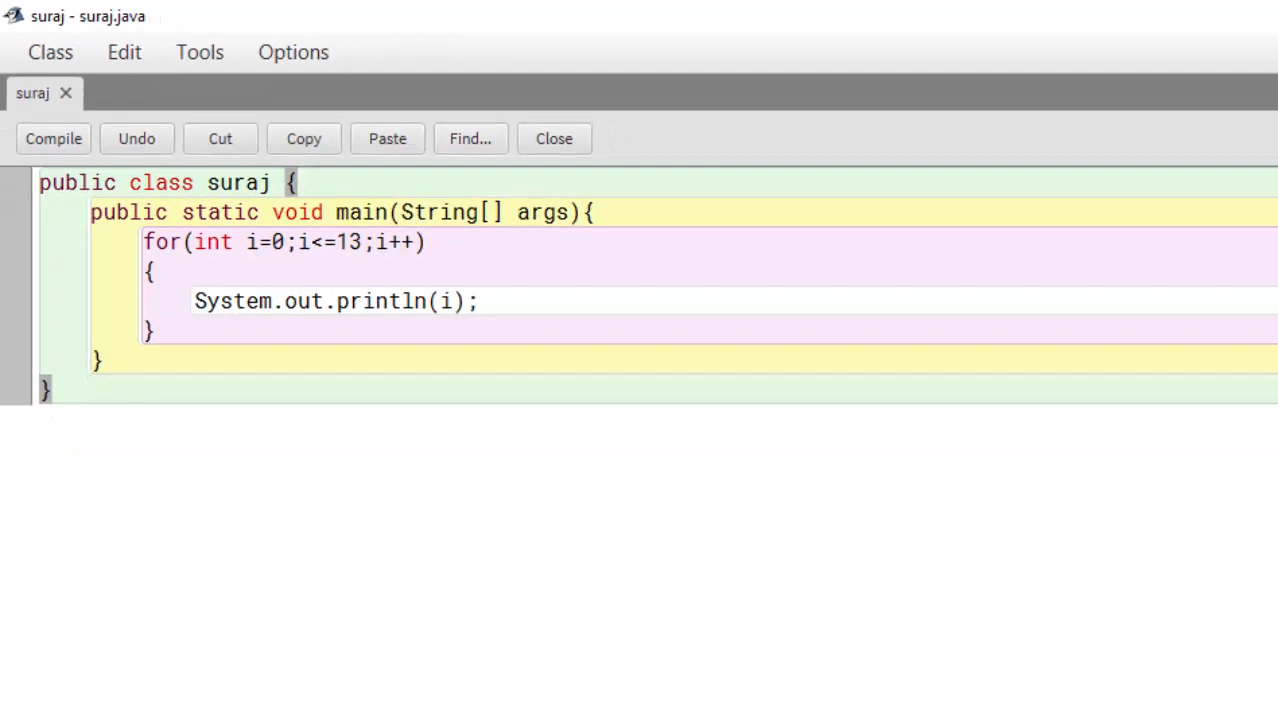 suraj - suraj.java
Class Edit Tools Options
suraj ✕
Compile Undo Cut Copy Paste Find... Close
public class suraj {
public static void main(String[] args){
for(int i=0;i<=13;i++)
{
System.out.println(i);
}
}
}